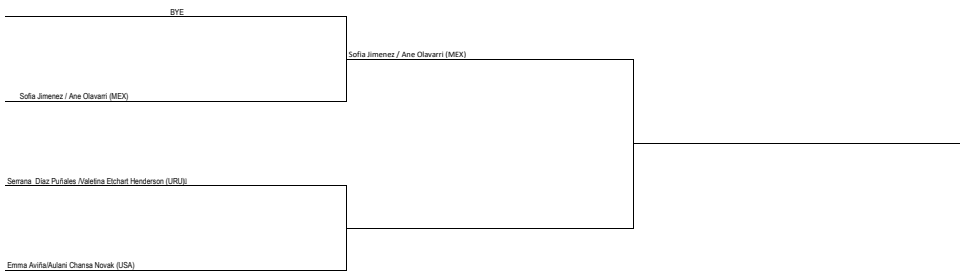 BYE
Sofia Jimenez / Ane Olavarri (MEX)
Sofia Jimenez / Ane Olavarri (MEX)
Serrana Díaz Puñales /Valetina Etchart Henderson (URU)ü
Emma Aviña/Aulani Chansa Novak (USA)